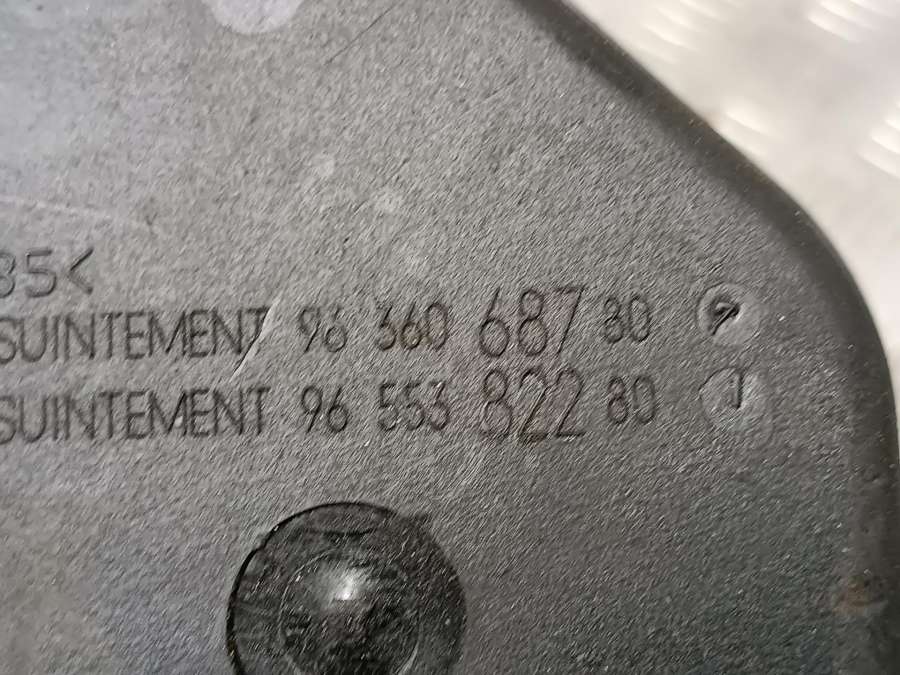 35<
SUINTEMENT 96 360 687 80
SUINTEMENT 96 553 822 80